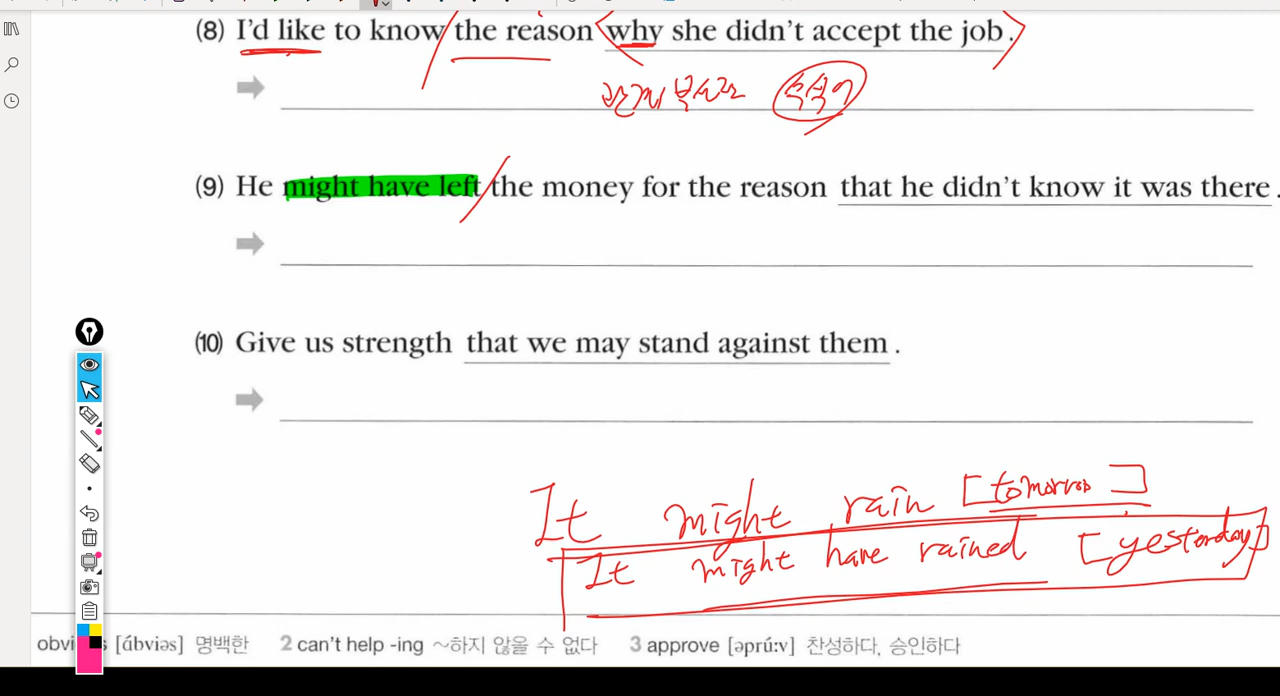 (8) I'd like to know the reason why she didn't accept the job.
관계부사절 수식어
(9) He might have left the money for the reason that he didn't know it was there.
(10) Give us strength that we may stand against them.
It might rain [tomorrow]
It might have rained [yesterday]
[ábviəs] 명백한 2 can't help -ing ~하지 않을 수 없다 3 approve [əprúːv] 찬성하다, 승인하다